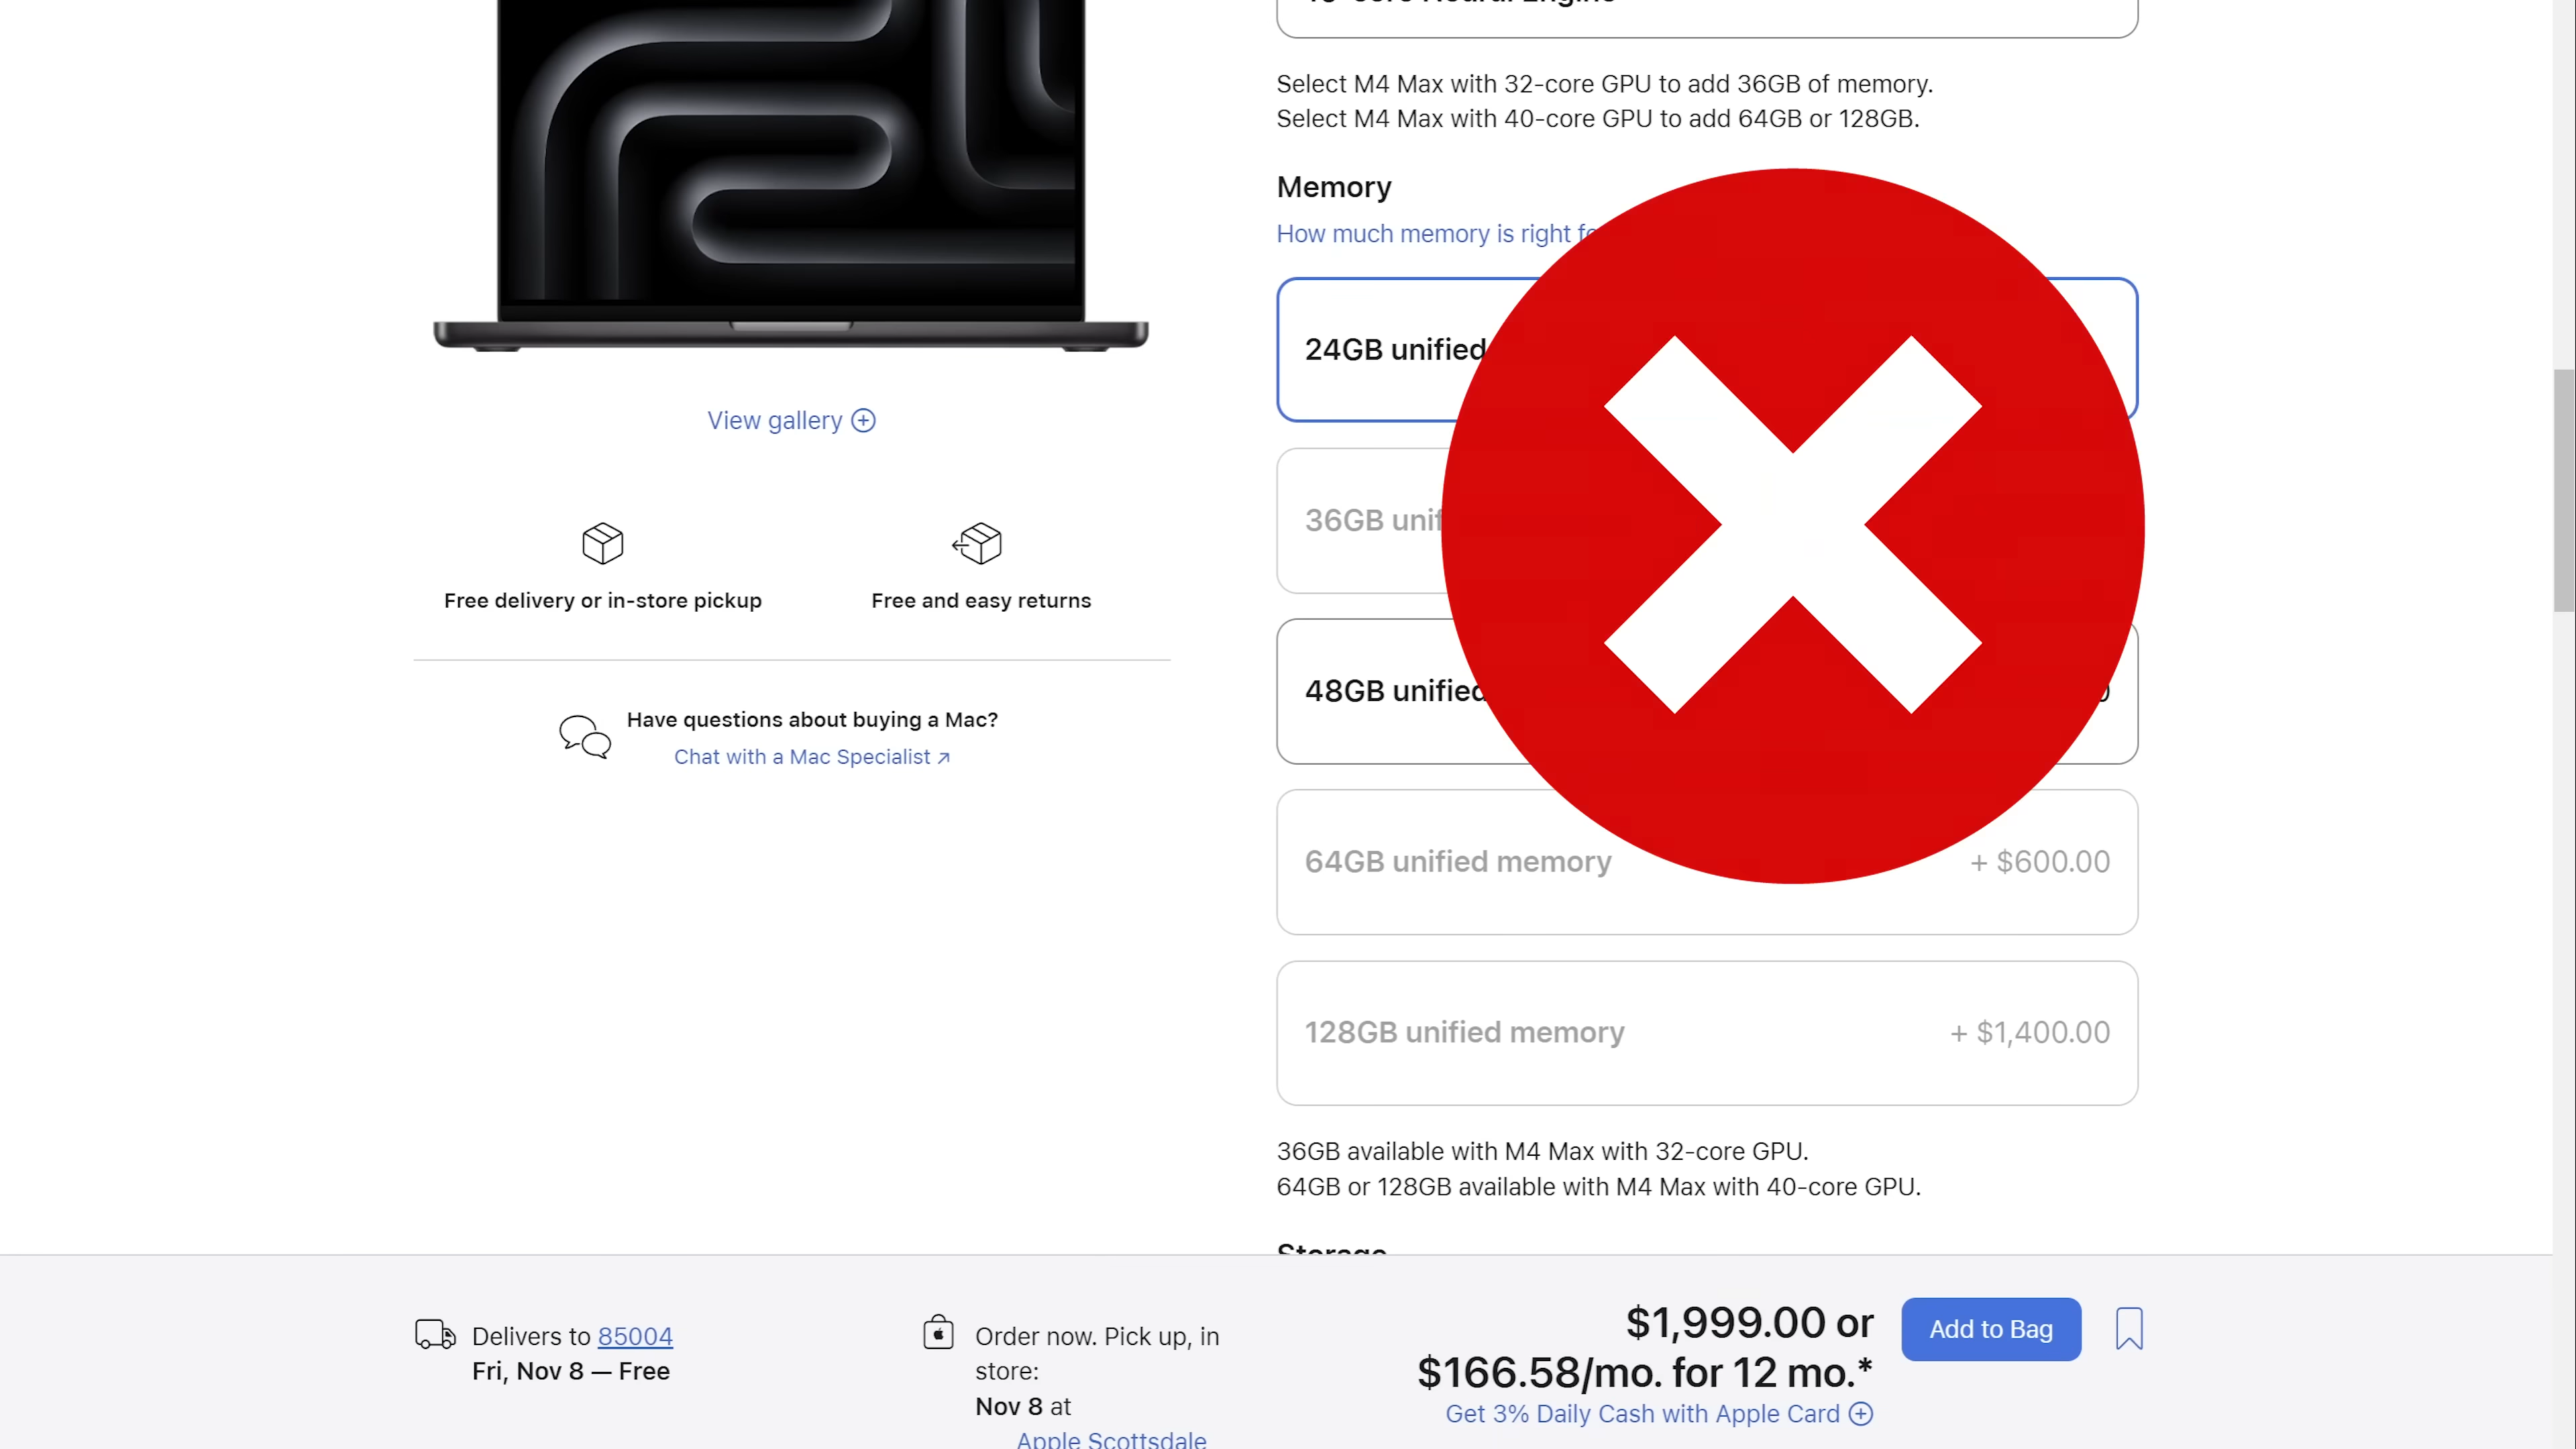 Select M4 Max with 32-core GPU to add 36GB of memory.
Select M4 Max with 40-core GPU to add 64GB or 128GB.
Memory
How much memory is right
24GB unified
36GB
48GB unified
64GB unified memory + $600.00
128GB unified memory + $1,400.00
36GB available with M4 Max with 32-core GPU.
64GB or 128GB available with M4 Max with 40-core GPU.
Storage
View gallery
Free delivery or in-store pickup
Free and easy returns
Have questions about buying a Mac?
Chat with a Mac Specialist ↗
Delivers to 85004
Fri, Nov 8 — Free
Order now. Pick up, in
store:
Nov 8 at
Apple Scottsdale
$1,999.00 or
$166.58/mo. for 12 mo.*
Get 3% Daily Cash with Apple Card
Add to Bag